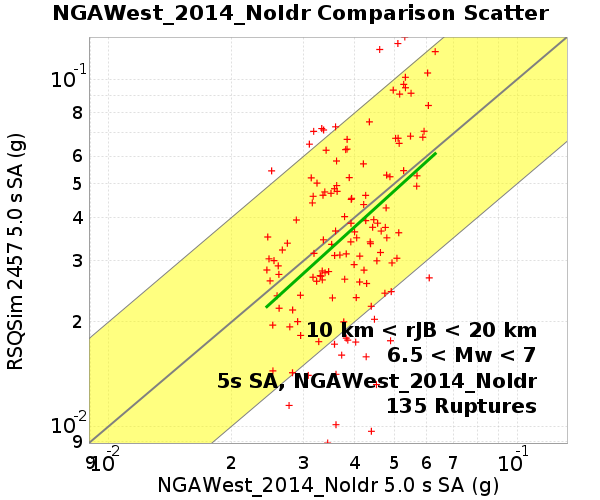 NGAWest_2014_NoIdr Comparison Scatter
RSQSim 2457 5.0 s SA (g)
10-1
8
7
6
5
4
3
2
10-2
9
10 km < rJB < 20 km
6.5 < Mw < 7
5s SA, NGAWest_2014_NoIdr
135 Ruptures
9 10-2 2 3 4 5 6 7 10-1
NGAWest_2014_NoIdr 5.0 s SA (g)